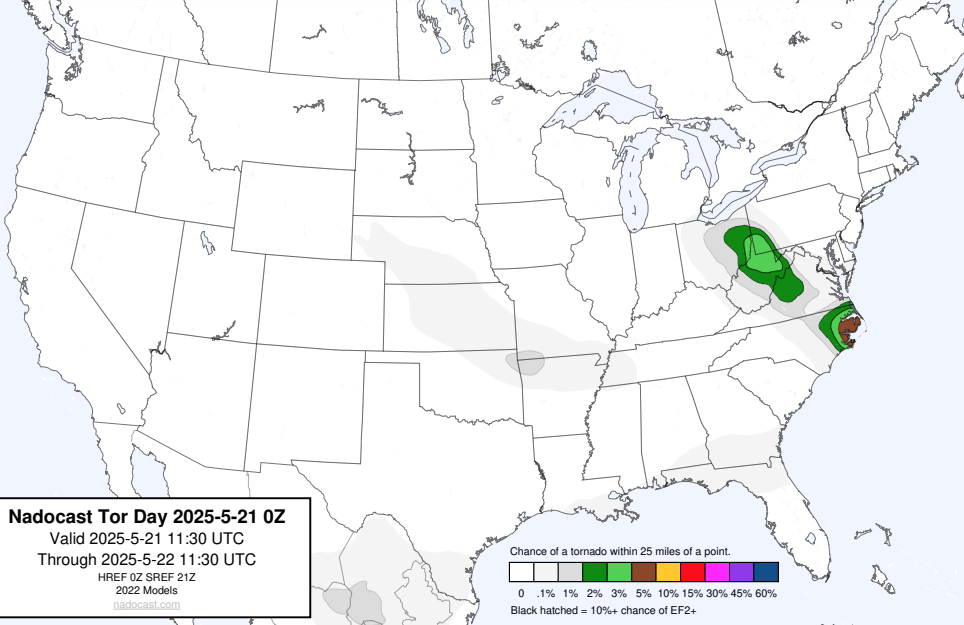 Nadocast Tor Day 2025-5-21 0Z
Valid 2025-5-21 11:30 UTC
Through 2025-5-22 11:30 UTC
HREF 0Z SREF 21Z
2022 Models
nadocast.com
Chance of a tornado within 25 miles of a point.
0 .1% 1% 2% 3% 5% 10% 15% 30% 45% 60%
Black hatched = 10%+ chance of EF2+